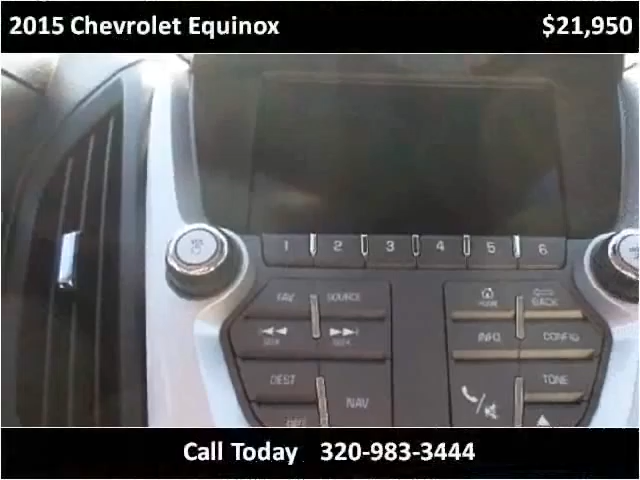 2015 Chevrolet Equinox $21,950
1 2 3 4 5 6
FAV SOURCE HOME BACK
SEEK SEEK INFO CONFIG
DEST NAV TONE
Call Today 320-983-3444